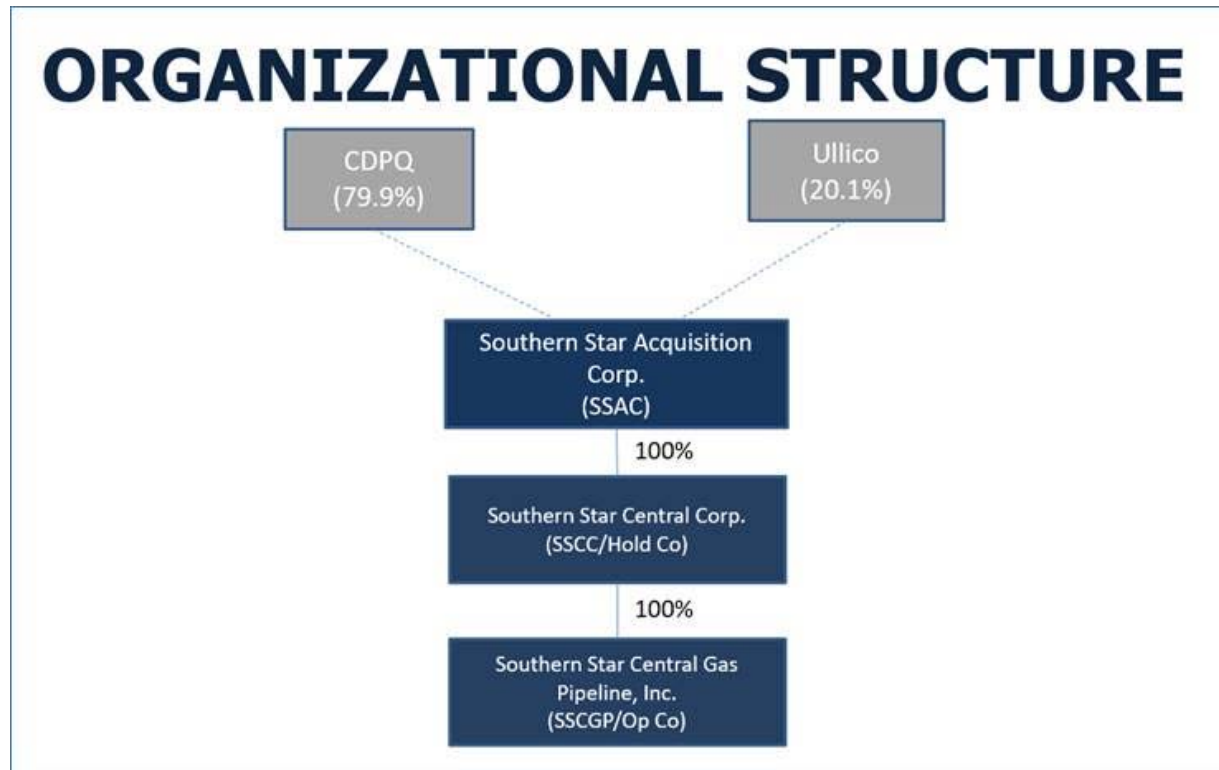 ORGANIZATIONAL STRUCTURE
CDPQ
(79.9%)
Ullico
(20.1%)
Southern Star Acquisition
Corp.
(SSAC)
100%
Southern Star Central Corp.
(SSCC/Hold Co)
100%
Southern Star Central Gas
Pipeline, Inc.
(SSCGP/Op Co)